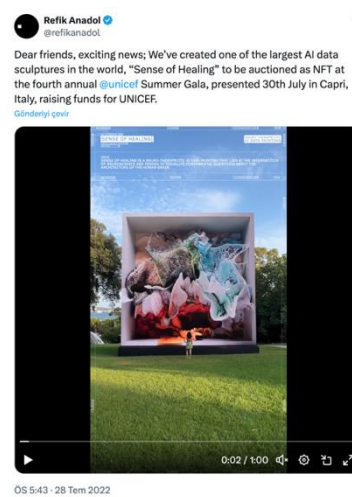 Refik Anadol
@refikanadol
Dear friends, exciting news; We've created one of the largest AI data
sculptures in the world, “Sense of Healing” to be auctioned as NFT at
the fourth annual @unicef Summer Gala, presented 30th July in Capri,
Italy, raising funds for UNICEF.
Gönderiyi çevir
SENSE OF HEALING
0:02 / 1:00
ÖS 5:43 · 28 Tem 2022